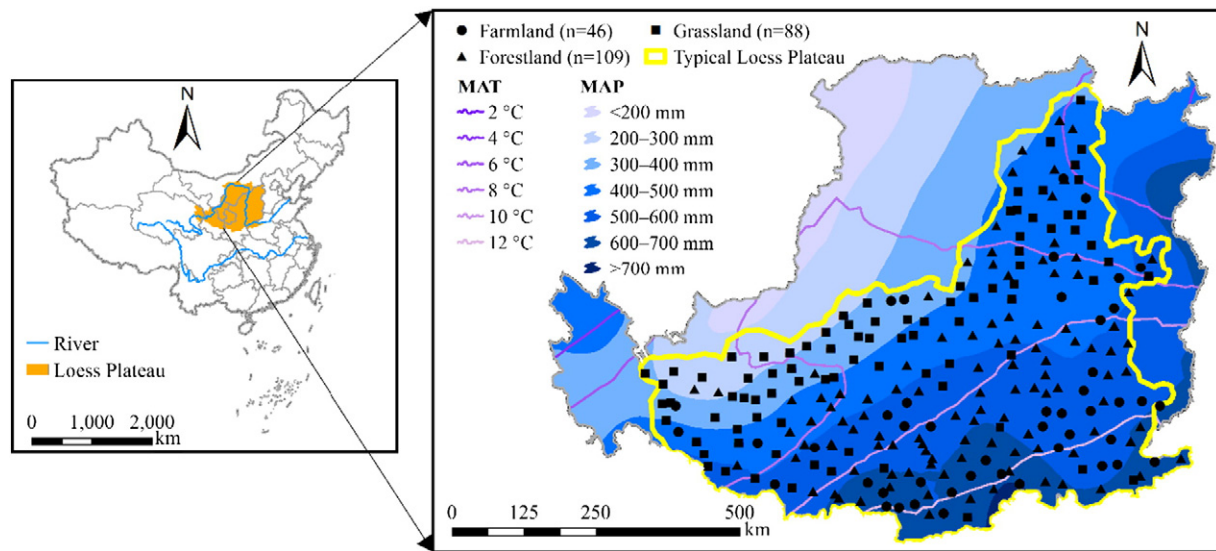 N
River
Loess Plateau
0 1,000 2,000
km
Farmland (n=46) Grassland (n=88)
Forestland (n=109) Typical Loess Plateau
N
MAT MAP
2 °C <200 mm
4 °C 200–300 mm
6 °C 300–400 mm
8 °C 400–500 mm
10 °C 500–600 mm
12 °C 600–700 mm
>700 mm
0 125 250 500
km